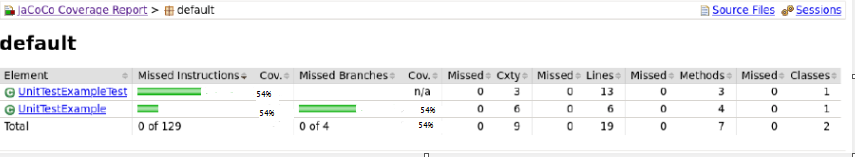 JaCoCo Coverage Report > default Source Files Sessions
default
Element Missed Instructions Cov. Missed Branches Cov. Missed Cxty Missed Lines Missed Methods Missed Classes
UnitTestExampleTest 54% n/a 0 3 0 13 0 3 0 1
UnitTestExample 54% 54% 0 6 0 6 0 4 0 1
Total 0 of 129 0 of 4 54% 0 9 0 19 0 7 0 2